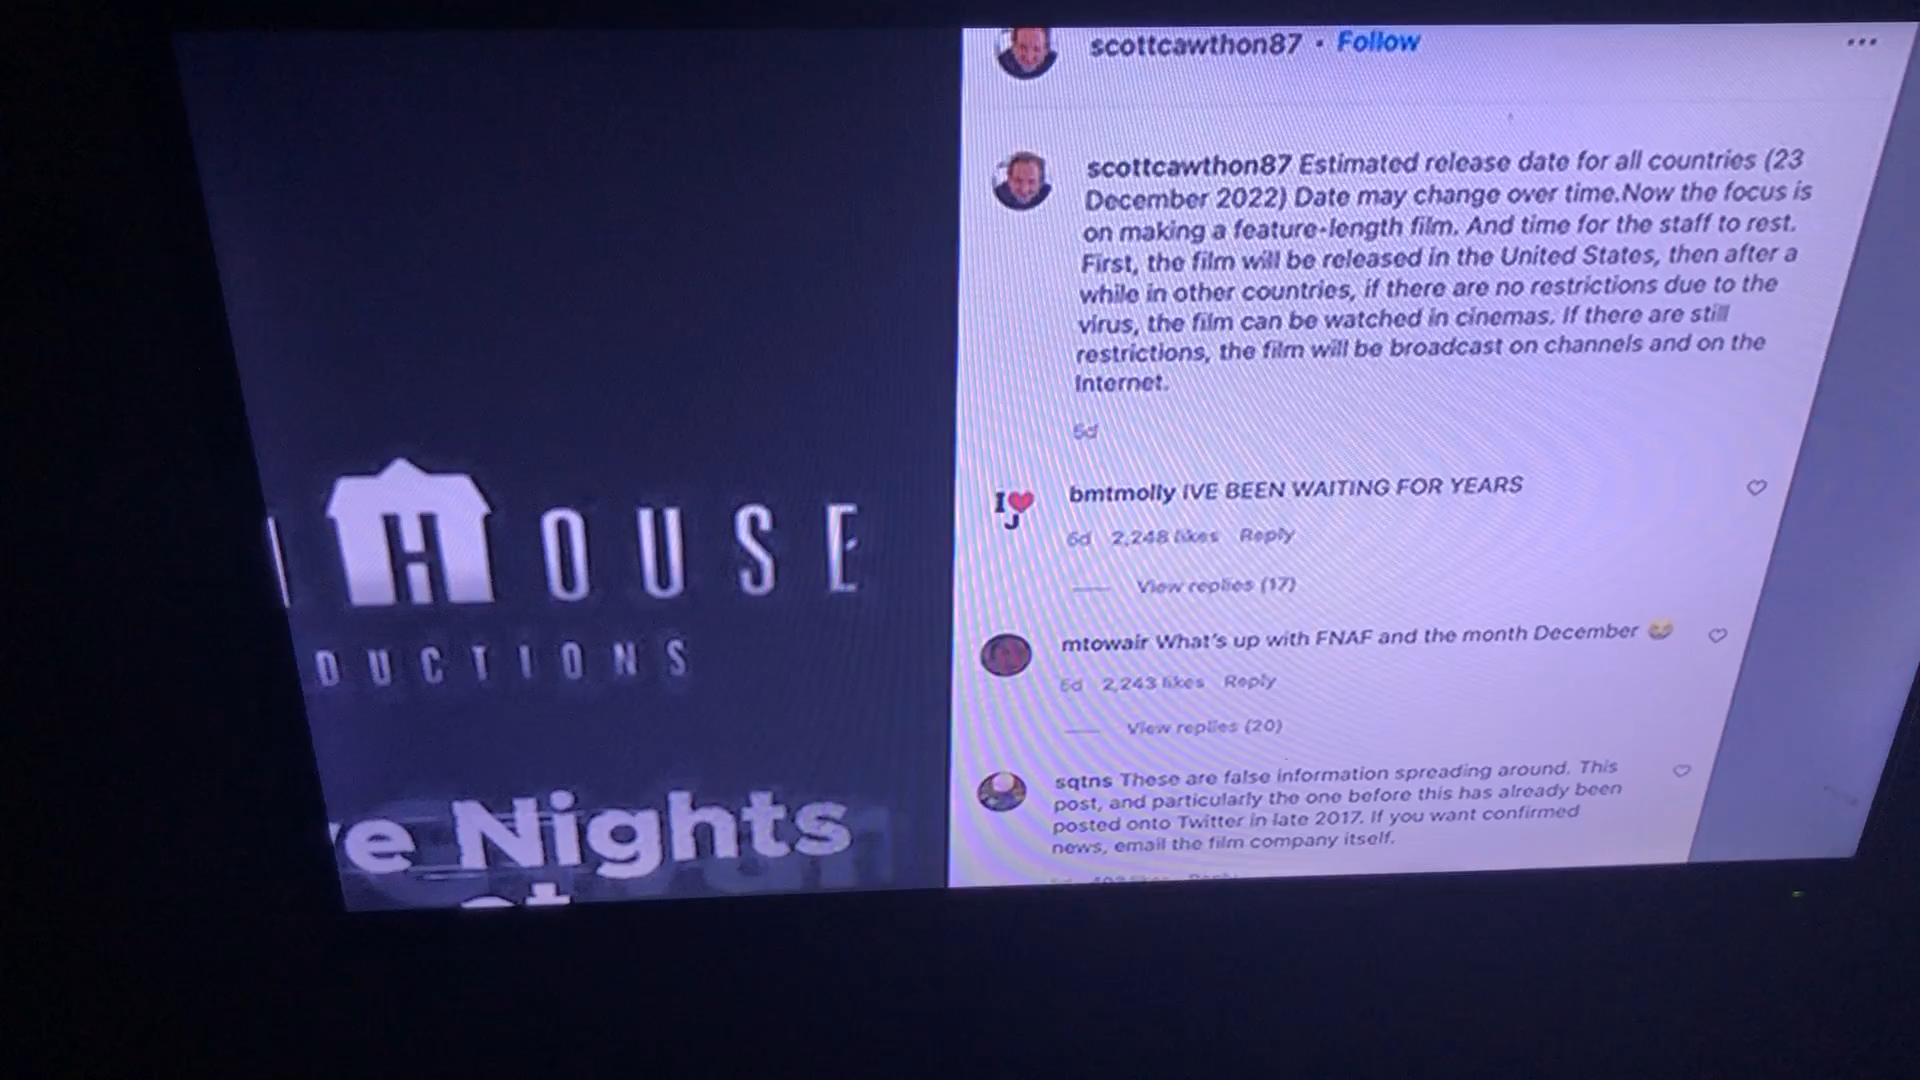 HOUSE
DUCTIONS
ve Nights
scottcawthon87 • Follow
scottcawthon87 Estimated release date for all countries (23
December 2022) Date may change over time.Now the focus is
on making a feature-length film. And time for the staff to rest.
First, the film will be released in the United States, then after a
while in other countries, if there are no restrictions due to the
virus, the film can be watched in cinemas. If there are still
restrictions, the film will be broadcast on channels and on the
Internet.
I❤️
J
bmtmolly IVE BEEN WAITING FOR YEARS
6d 2,248 likes Reply
View replies (17)
mtowair What's up with FNAF and the month December 😂
6d 2,243 likes Reply
View replies (20)
sqtns These are false information spreading around. This
post, and particularly the one before this has already been
posted onto Twitter in late 2017. If you want confirmed
news, email the film company itself.